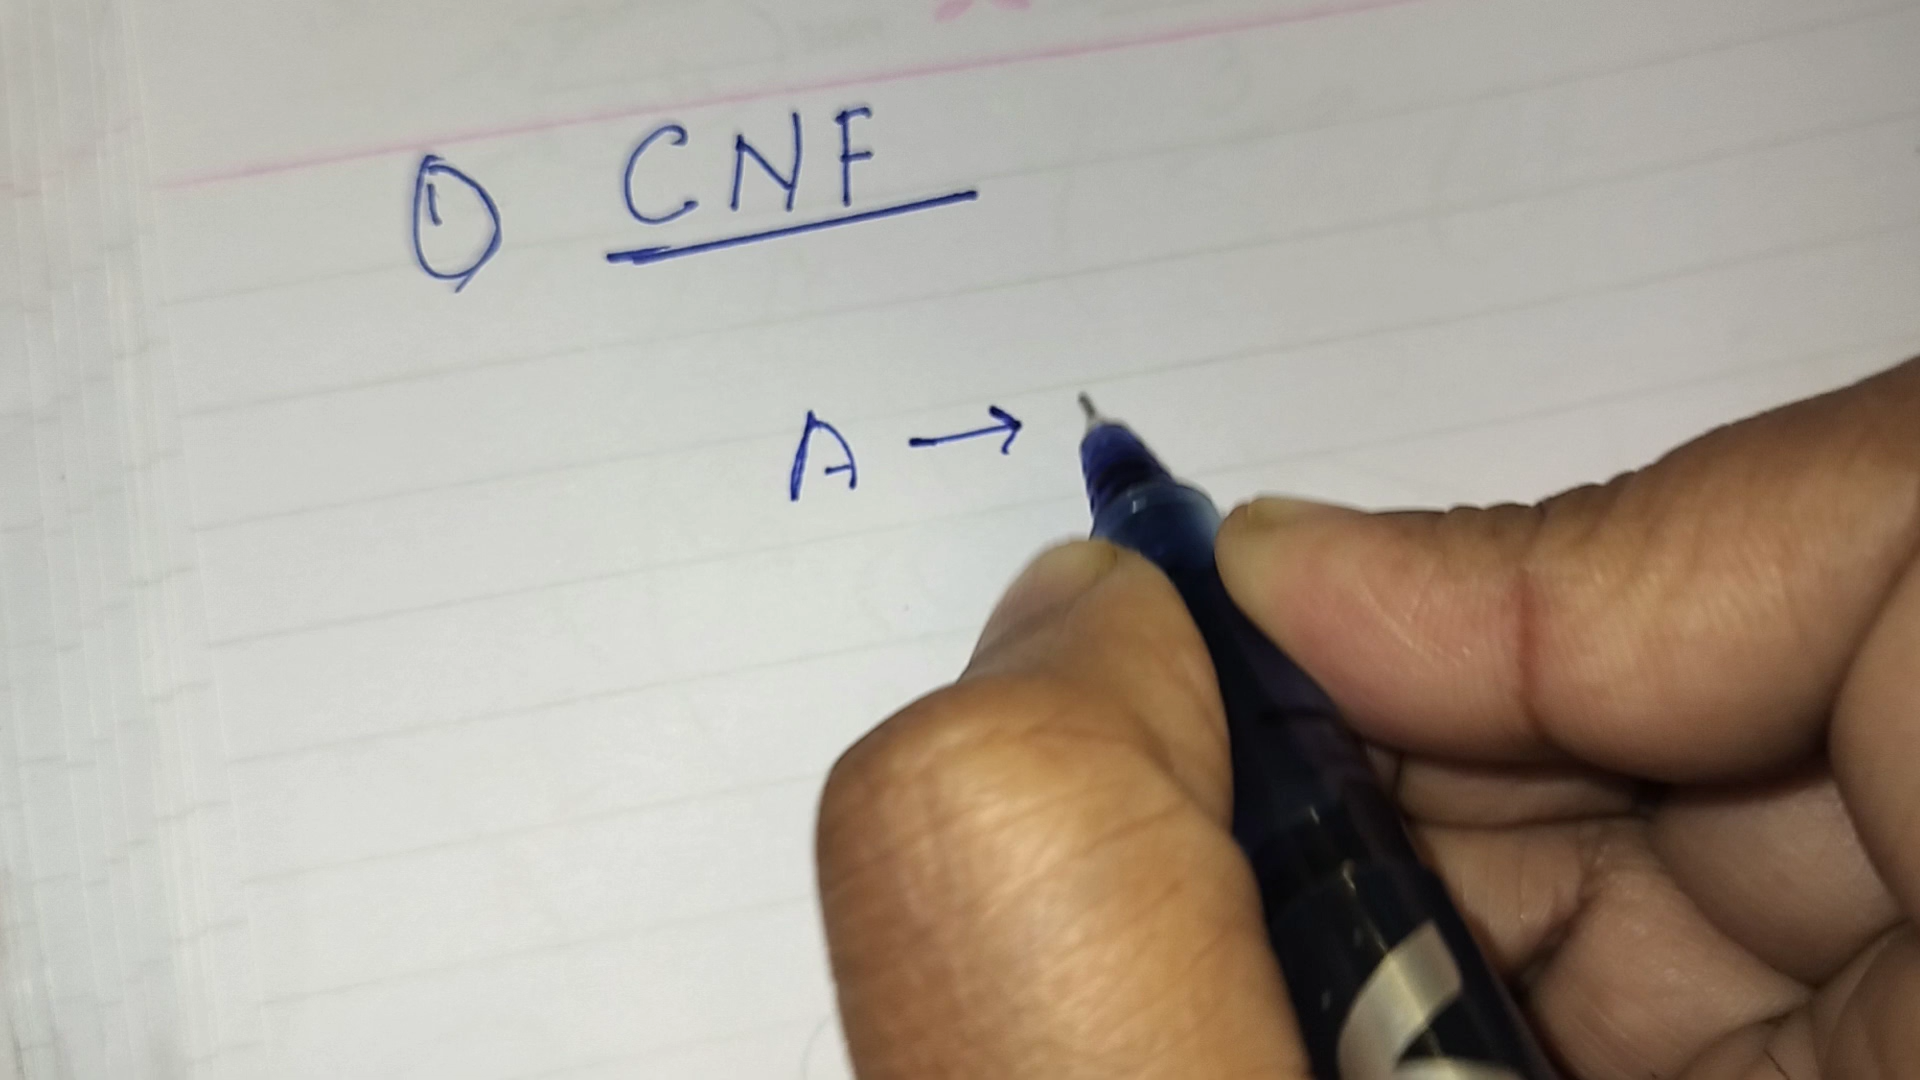 ① CNF
A →